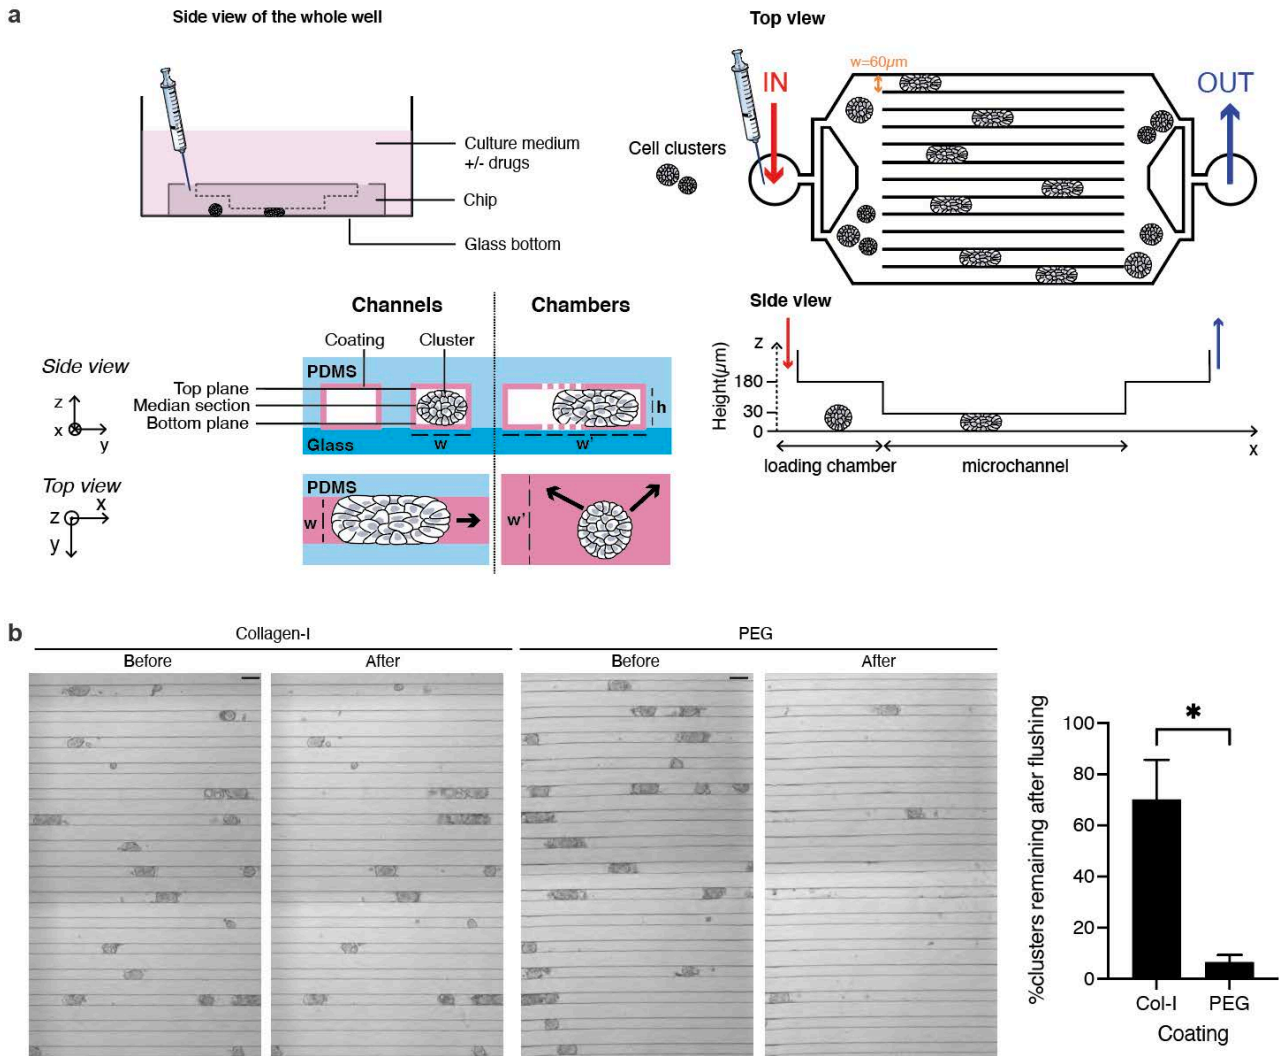 a
Side view of the whole well
Culture medium
+/- drugs
Chip
Glass bottom
Top view
w=60µm
IN
OUT
Cell clusters
Channels
Chambers
Coating
Cluster
Side view
PDMS
Top plane
Median section
Bottom plane
h
z
x
y
w
w'
Glass
Top view
PDMS
x
z
y
w
w'
Side view
z
Height(µm)
180
30
0
x
loading chamber
microchannel
b
Collagen-I
PEG
Before
After
Before
After
%clusters remaining after flushing
100
80
60
40
20
0
*
Col-I
PEG
Coating